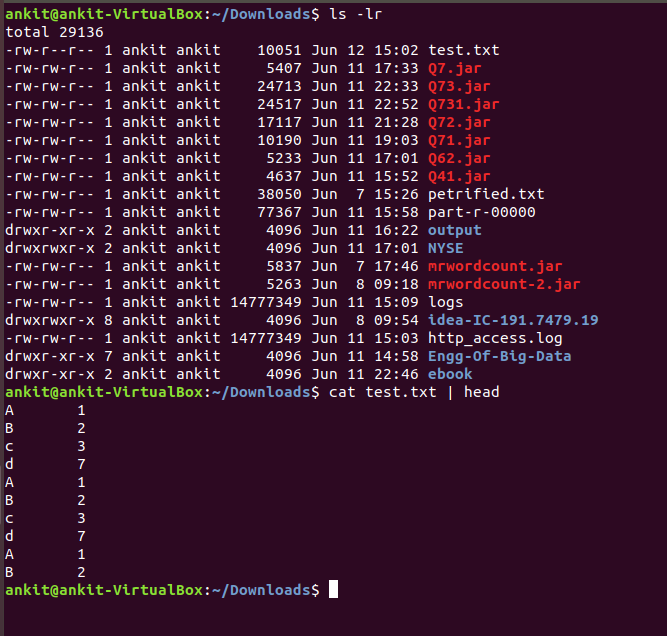 ankit@ankit-VirtualBox:~/Downloads$ ls -lr
total 29136
-rw-r--r-- 1 ankit ankit    10051 Jun 12 15:02 test.txt
-rw-rw-r-- 1 ankit ankit     5407 Jun 11 17:33 Q7.jar
-rw-rw-r-- 1 ankit ankit    24713 Jun 11 22:33 Q73.jar
-rw-rw-r-- 1 ankit ankit    24517 Jun 11 22:52 Q731.jar
-rw-rw-r-- 1 ankit ankit    17117 Jun 11 21:28 Q72.jar
-rw-rw-r-- 1 ankit ankit    10190 Jun 11 19:03 Q71.jar
-rw-rw-r-- 1 ankit ankit     5233 Jun 11 17:01 Q62.jar
-rw-rw-r-- 1 ankit ankit     4637 Jun 11 15:52 Q41.jar
-rw-rw-r-- 1 ankit ankit    38050 Jun  7 15:26 petrified.txt
-rw-rw-r-- 1 ankit ankit    77367 Jun 11 15:58 part-r-00000
drwxr-xr-x 2 ankit ankit     4096 Jun 11 16:22 output
drwxrwxr-x 2 ankit ankit     4096 Jun 11 17:01 NYSE
-rw-rw-r-- 1 ankit ankit     5837 Jun  7 17:46 mrwordcount.jar
-rw-rw-r-- 1 ankit ankit     5263 Jun  8 09:18 mrwordcount-2.jar
-rw-rw-r-- 1 ankit ankit 14777349 Jun 11 15:09 logs
drwxrwxr-x 8 ankit ankit     4096 Jun  8 09:54 idea-IC-191.7479.19
-rw-rw-r-- 1 ankit ankit 14777349 Jun 11 15:03 http_access.log
drwxr-xr-x 7 ankit ankit     4096 Jun 11 14:58 Engg-Of-Big-Data
drwxr-xr-x 2 ankit ankit     4096 Jun 11 22:46 ebook
ankit@ankit-VirtualBox:~/Downloads$ cat test.txt | head
A       1
B       2
c       3
d       7
A       1
B       2
c       3
d       7
A       1
B       2
ankit@ankit-VirtualBox:~/Downloads$